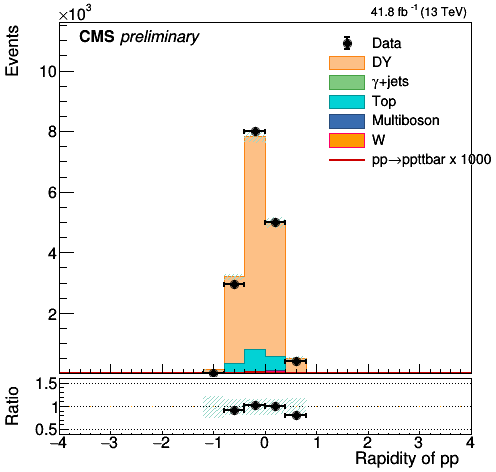 ×10³
41.8 fb⁻¹ (13 TeV)
CMS preliminary
Events
10
8
6
4
2
Data
DY
γ+jets
Top
Multiboson
W
pp→ppttbar x 1000
Ratio
1.5
1
0.5
−4 −3 −2 −1 0 1 2 3 4
Rapidity of pp